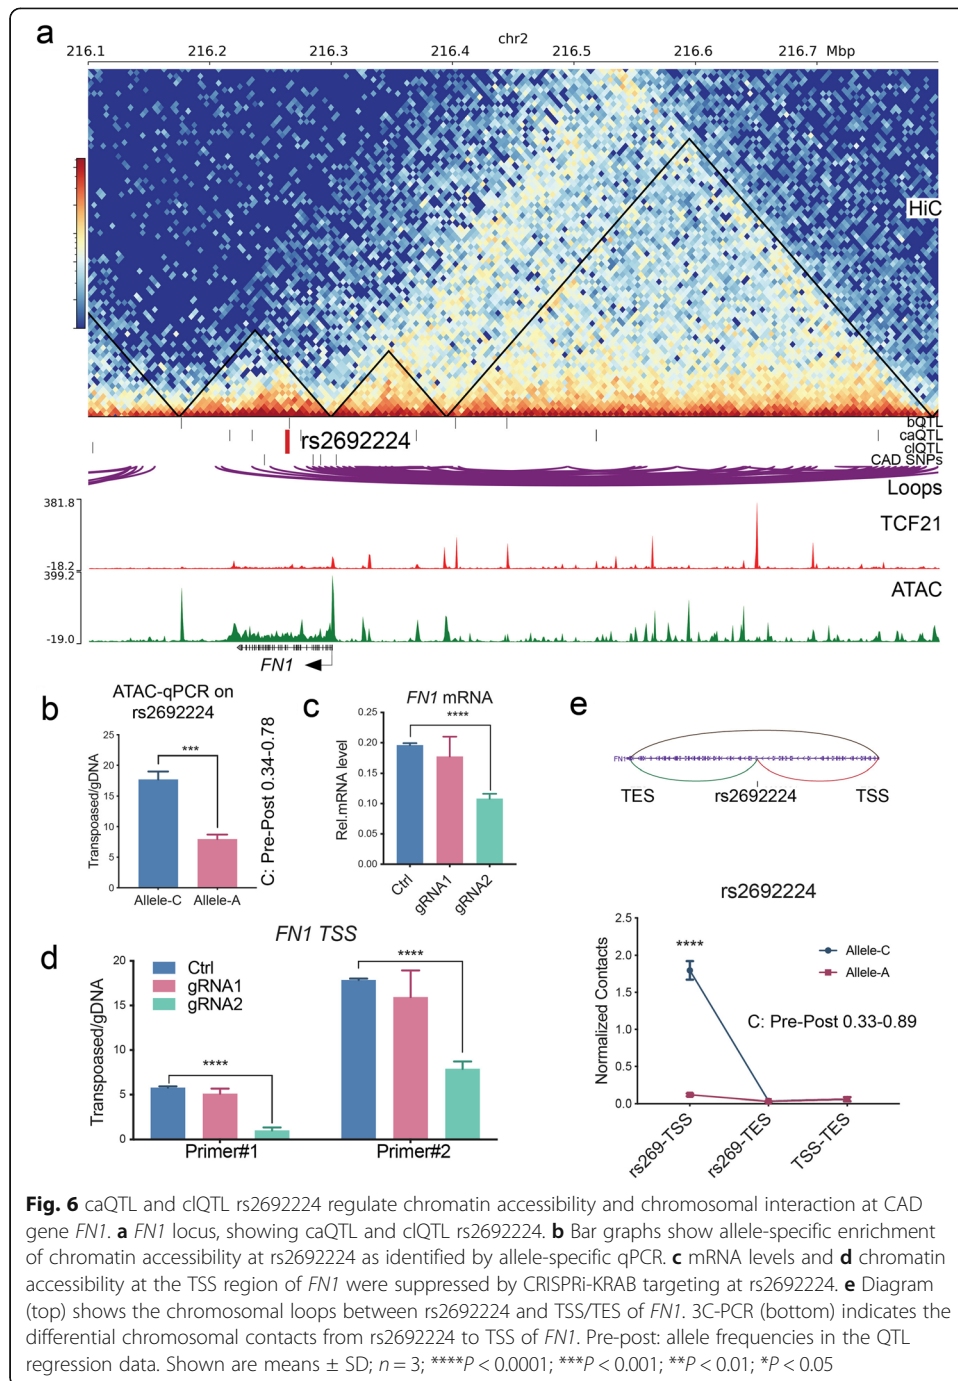 a
chr2
216.1 216.2 216.3 216.4 216.5 216.6 216.7 Mbp
HiC
bQTL
caQTL
clQTL
CAD SNPs
rs2692224
Loops
381.8
TCF21
-18.2
399.2
ATAC
-19.0
FN1
b
ATAC-qPCR on
rs2692224
Transpoased/gDNA
25
20
15
10
5
0
***
Allele-C Allele-A
C: Pre-Post 0.34-0.78
c
FN1 mRNA
Rel.mRNA level
0.25
0.20
0.15
0.10
0.05
0.00
****
Ctrl gRNA1 gRNA2
d
FN1 TSS
Transpoased/gDNA
20
15
10
5
0
Ctrl
gRNA1
gRNA2
****
****
Primer#1 Primer#2
e
FN1
TES rs2692224 TSS
rs2692224
Normalized Contacts
2.5
2.0
1.5
1.0
0.5
0.0
****
Allele-C
Allele-A
C: Pre-Post 0.33-0.89
rs269-TSS rs269-TES TSS-TES
Fig. 6 caQTL and clQTL rs2692224 regulate chromatin accessibility and chromosomal interaction at CAD
gene FN1. a FN1 locus, showing caQTL and clQTL rs2692224. b Bar graphs show allele-specific enrichment
of chromatin accessibility at rs2692224 as identified by allele-specific qPCR. c mRNA levels and d chromatin
accessibility at the TSS region of FN1 were suppressed by CRISPRi-KRAB targeting at rs2692224. e Diagram
(top) shows the chromosomal loops between rs2692224 and TSS/TES of FN1. 3C-PCR (bottom) indicates the
differential chromosomal contacts from rs2692224 to TSS of FN1. Pre-post: allele frequencies in the QTL
regression data. Shown are means ± SD; n = 3; ****P < 0.0001; ***P < 0.001; **P < 0.01; *P < 0.05